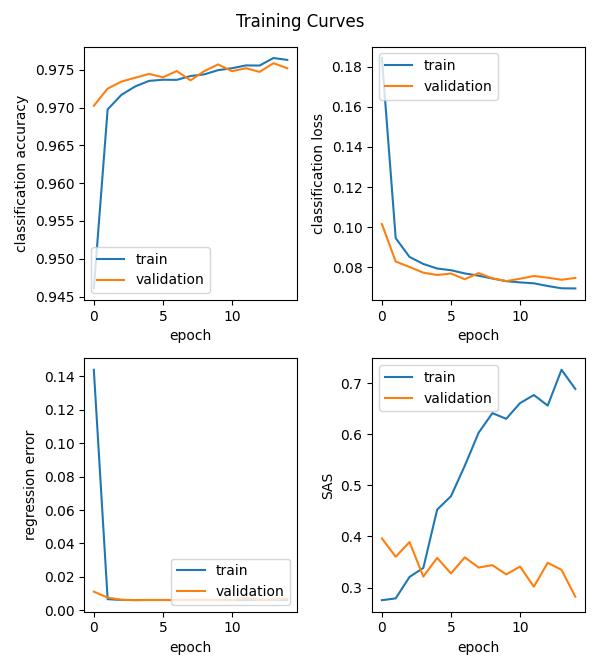 Training Curves
classification accuracy
0.975
0.970
0.965
0.960
0.955
0.950
0.945
train
validation
0
5
10
epoch
classification loss
0.18
0.16
0.14
0.12
0.10
0.08
train
validation
0
5
10
epoch
regression error
0.14
0.12
0.10
0.08
0.06
0.04
0.02
0.00
train
validation
0
5
10
epoch
SAS
0.7
0.6
0.5
0.4
0.3
train
validation
0
5
10
epoch